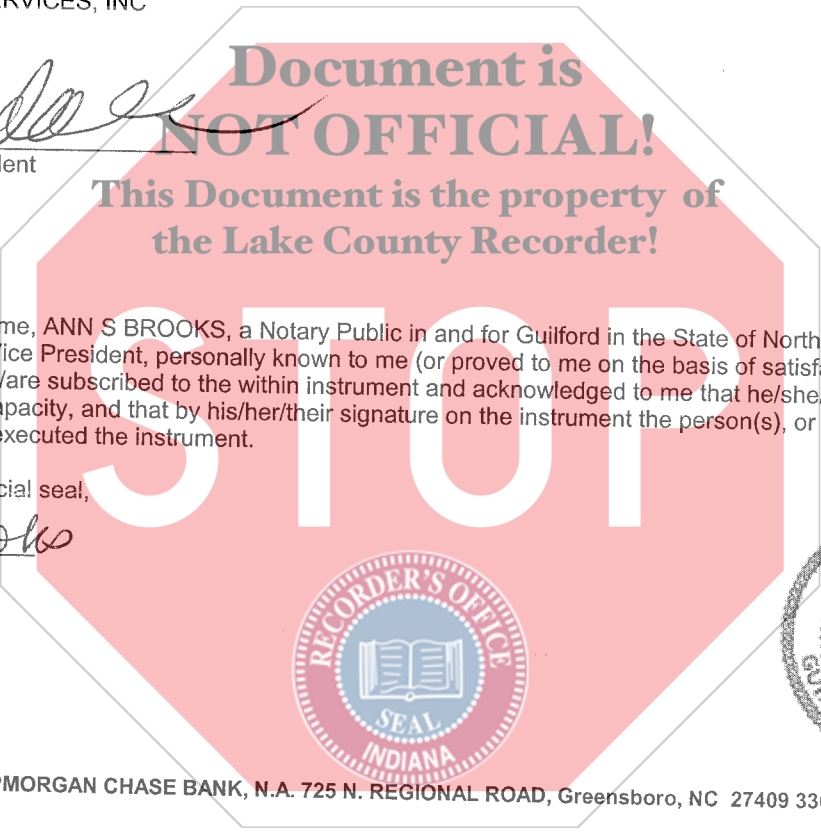 ERVICES, INC
Document is
NOT OFFICIAL!
dent
This Document is the property of
the Lake County Recorder!
STOP
me, ANN S BROOKS, a Notary Public in and for Guilford in the State of North
ice President, personally known to me (or proved to me on the basis of satisfa
/are subscribed to the within instrument and acknowledged to me that he/she/
apacity, and that by his/her/their signature on the instrument the person(s), or
executed the instrument.
cial seal,
RECORDER'S OFFICE
SEAL
INDIANA
PMORGAN CHASE BANK, N.A. 725 N. REGIONAL ROAD, Greensboro, NC 27409 336